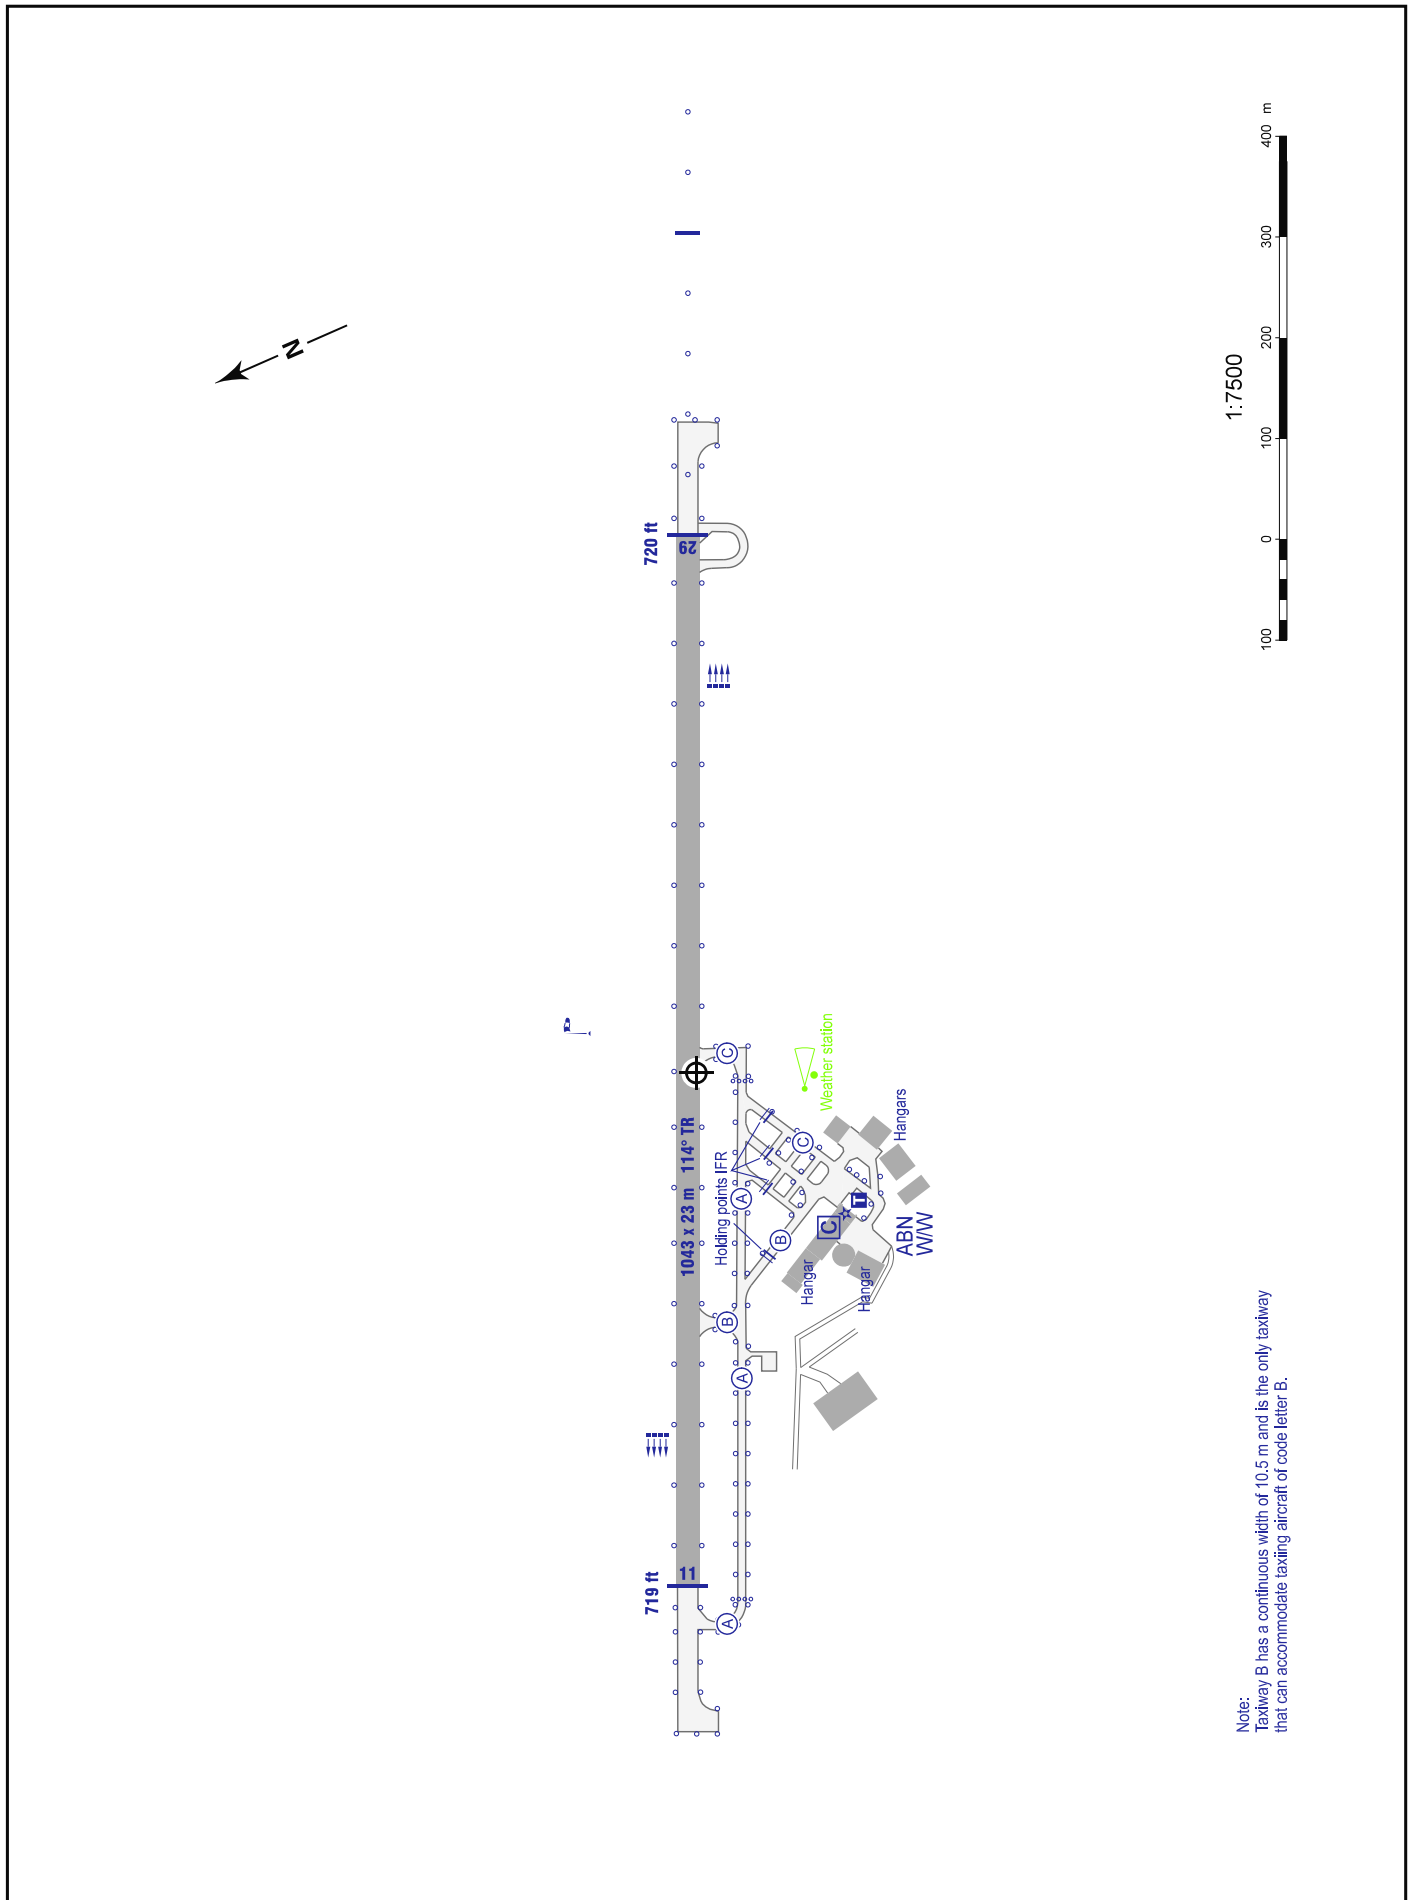 N
400 m
300
200
100
0
100
1:7500
720 ft
29
1043 x 23 m 114° TR
11
719 ft
Holding points IFR
C
C
A
B
B
A
A
Weather station
Hangars
C
T
ABN
W/W
Hangar
Hangar
Note:
Taxiway B has a continuous width of 10.5 m and is the only taxiway
that can accommodate taxiing aircraft of code letter B.